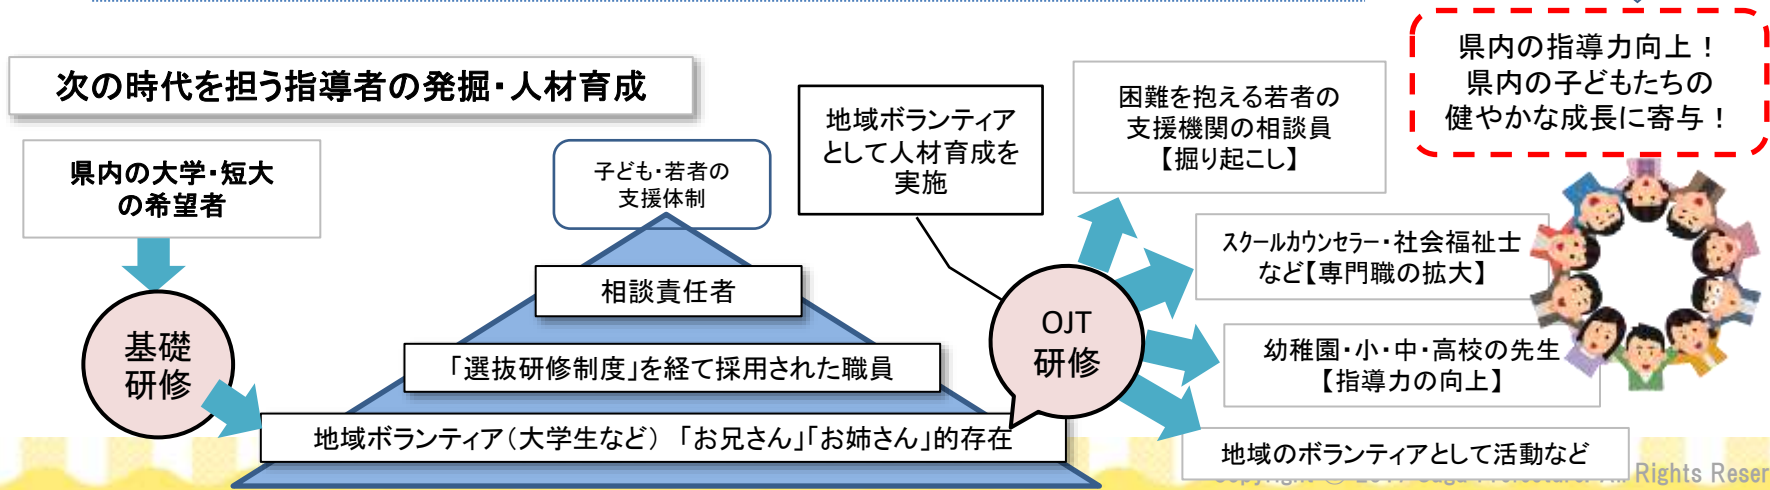 県内の指導力向上！
県内の子どもたちの
健やかな成長に寄与！
次の時代を担う指導者の発掘・人材育成
県内の大学・短大
の希望者
基礎
研修
子ども・若者の
支援体制
相談責任者
「選抜研修制度」を経て採用された職員
地域ボランティア（大学生など）「お兄さん」「お姉さん」的存在
地域ボランティア
として人材育成を
実施
OJT
研修
困難を抱える若者の
支援機関の相談員
【掘り起こし】
スクールカウンセラー・社会福祉士
など【専門職の拡大】
幼稚園・小・中・高校の先生
【指導力の向上】
地域のボランティアとして活動など
Rights Reser